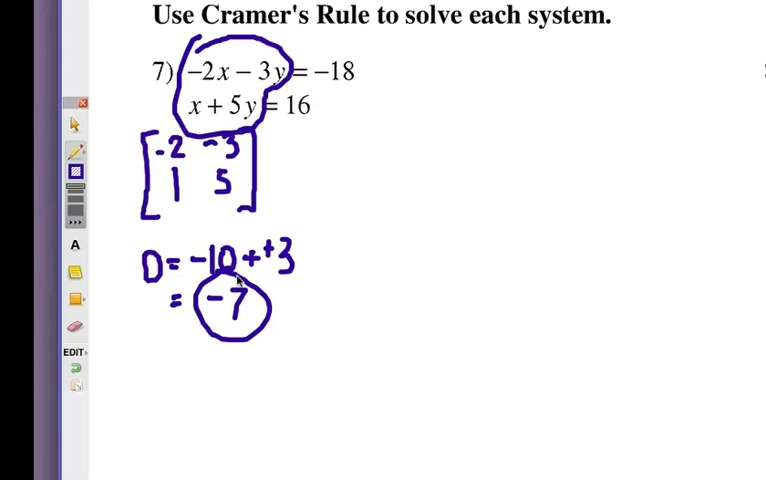 Use Cramer's Rule to solve each system.
7) −2x − 3y = −18
x + 5y = 16
-2 -3
1 5
D = -10 + +3
= -7
A
EDIT